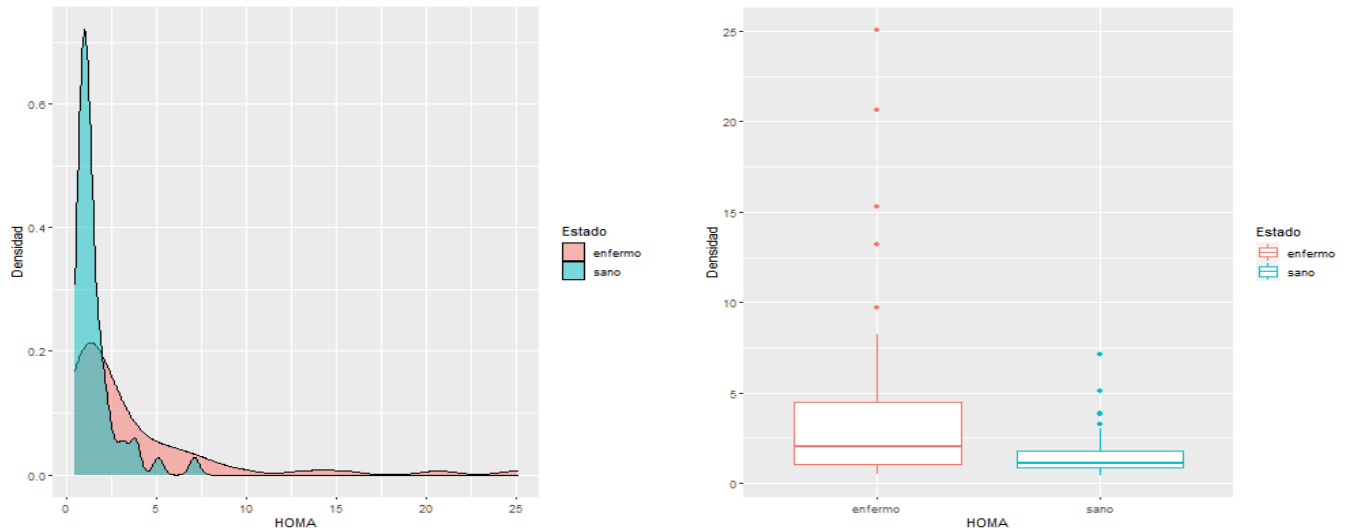 0.6
0.4
0.2
0.0
Densidad
0
5
10
15
20
25
HOMA
Estado
enfermo
sano
25
20
15
10
5
0
Densidad
enfermo
sano
HOMA
Estado
enfermo
sano